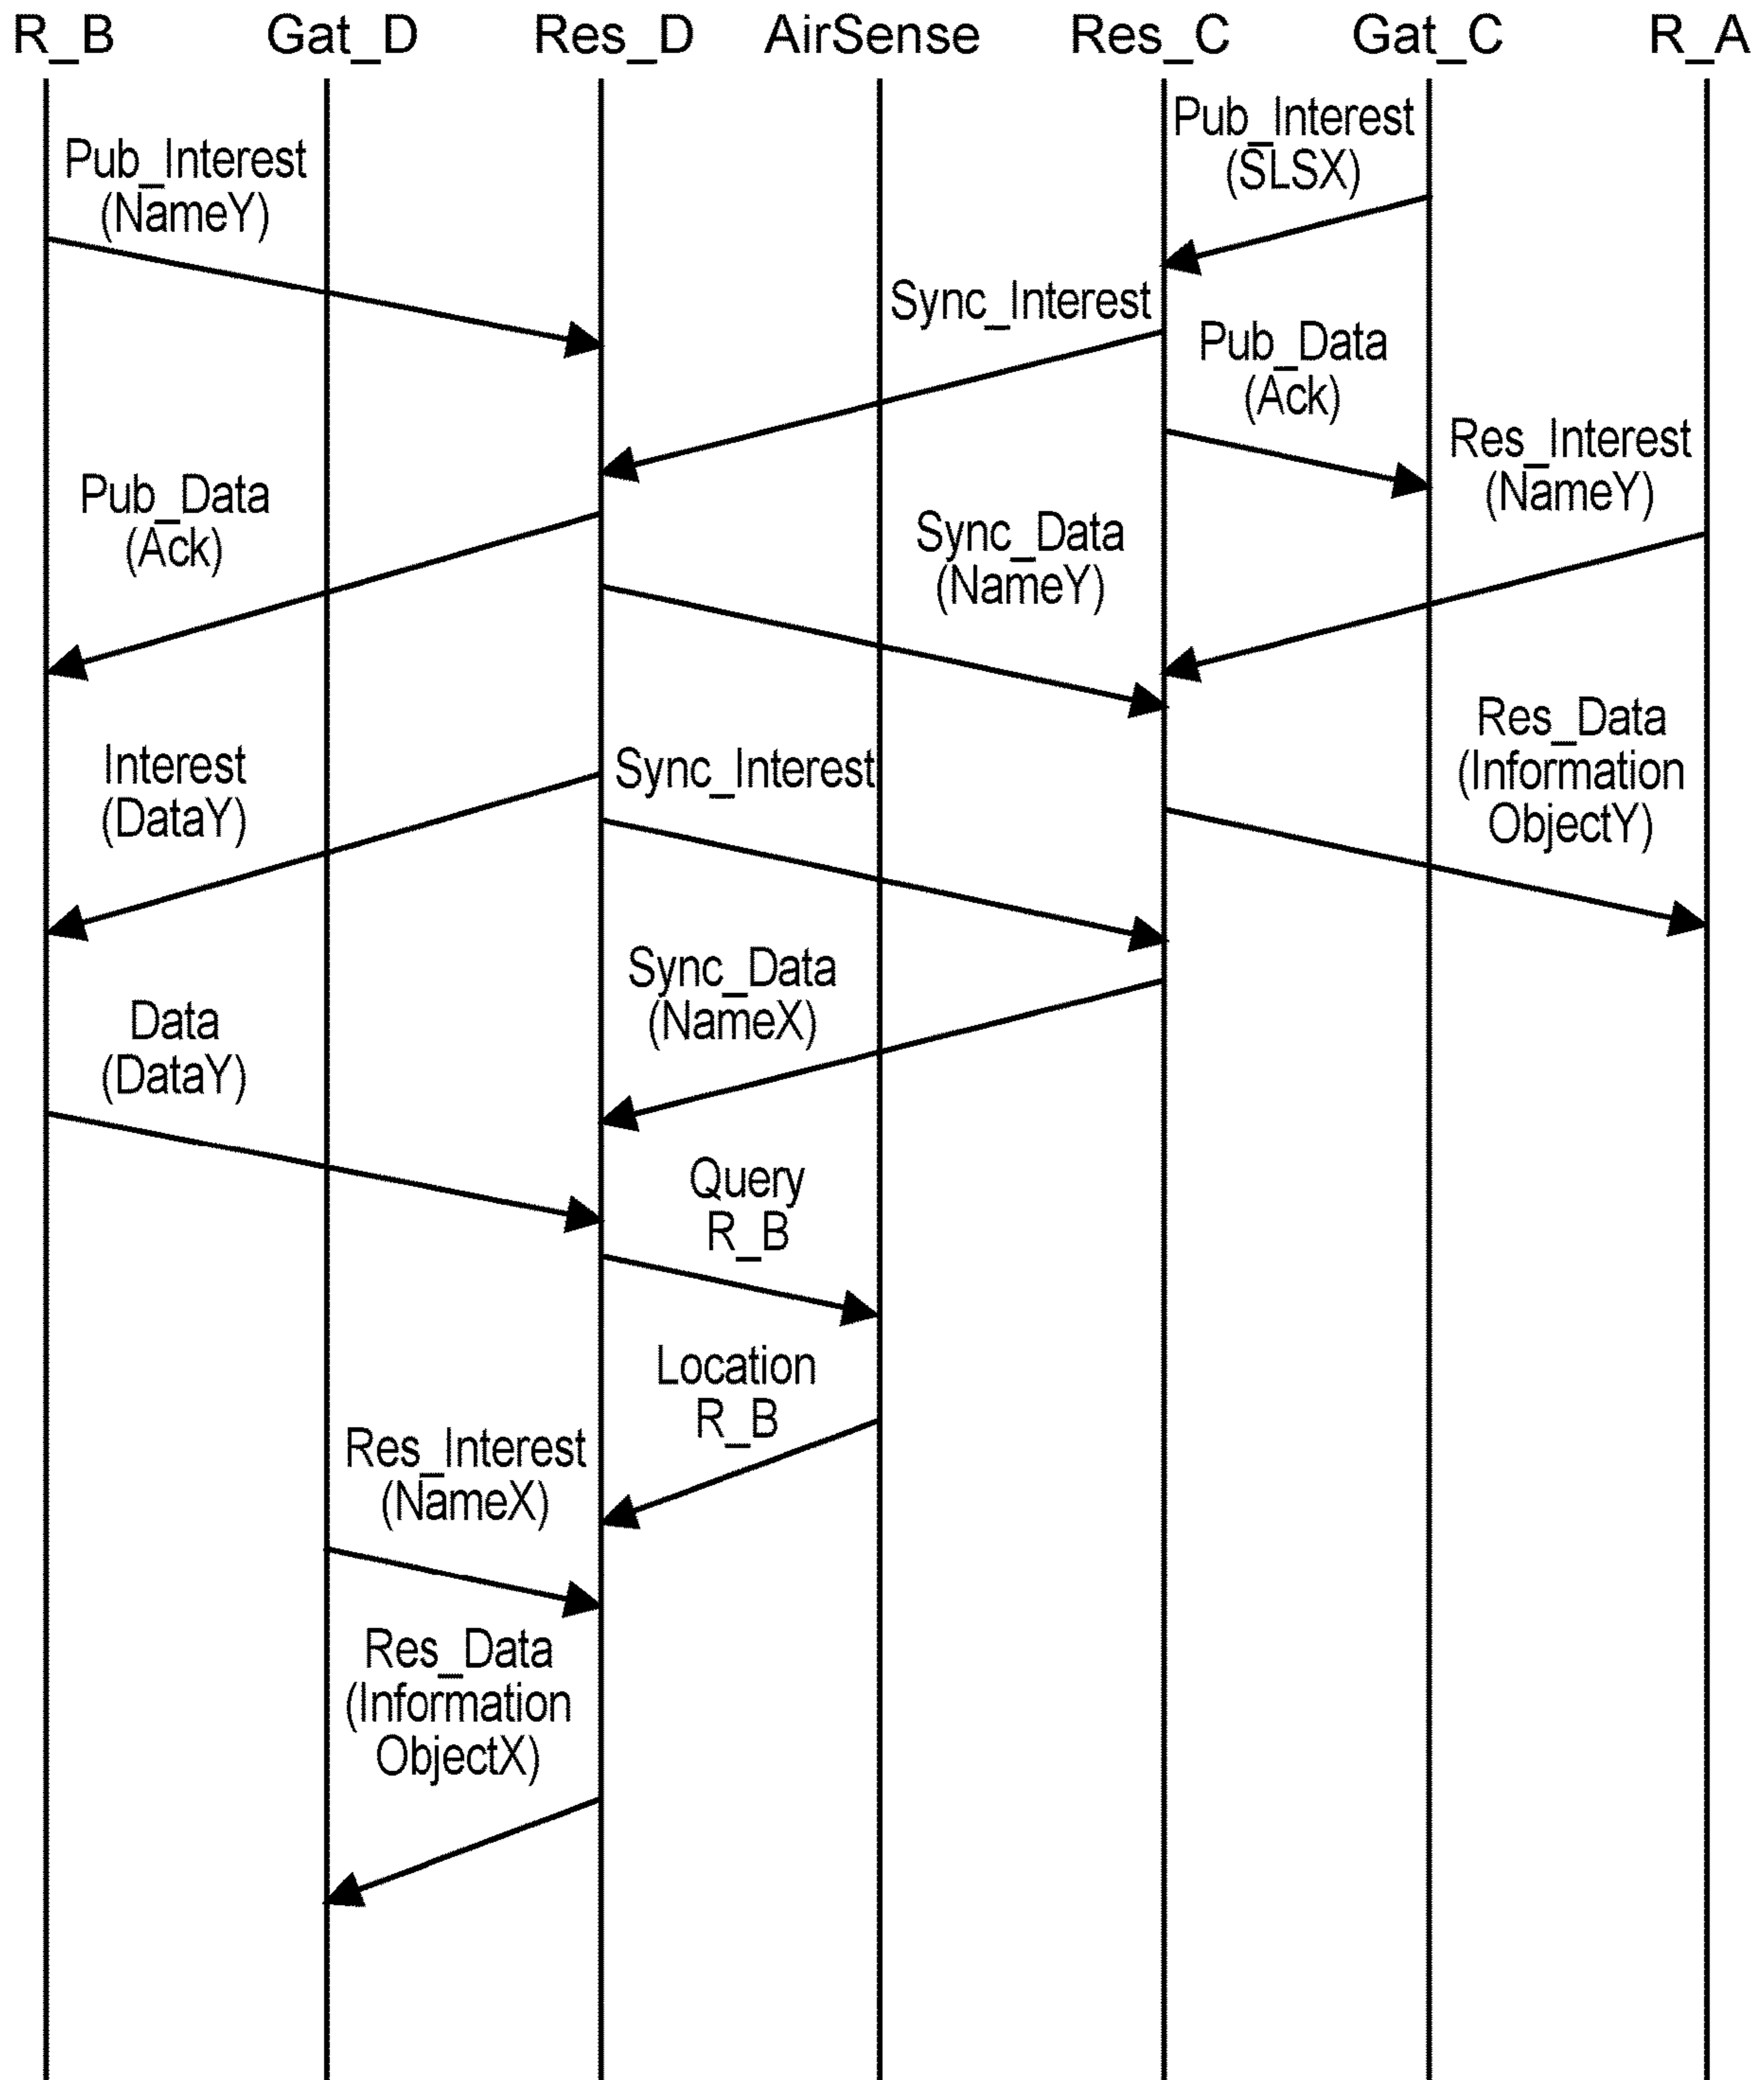 R_B Gat_D Res_D AirSense Res_C Gat_C R_A
Pub_Interest
(SLSX)
Pub_Interest
(NameY)
Sync_Interest
Pub_Data
(Ack)
Res_Interest
(NameY)
Pub_Data
(Ack)
Sync_Data
(NameY)
Res_Data
(Information
ObjectY)
Interest
(DataY)
Sync_Interest
Sync_Data
(NameX)
Data
(DataY)
Query
R_B
Location
R_B
Res_Interest
(NameX)
Res_Data
(Information
ObjectX)